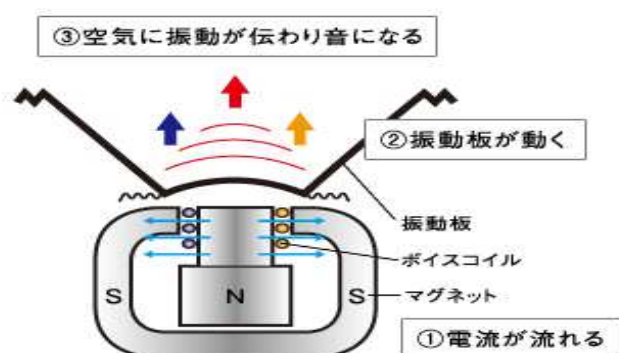 ③空気に振動が伝わり音になる
②振動板が動く
振動板
ボイスコイル
S
N
S
マグネット
①電流が流れる